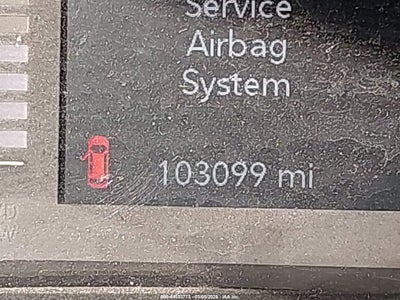 Service
Airbag
System
103099 mi